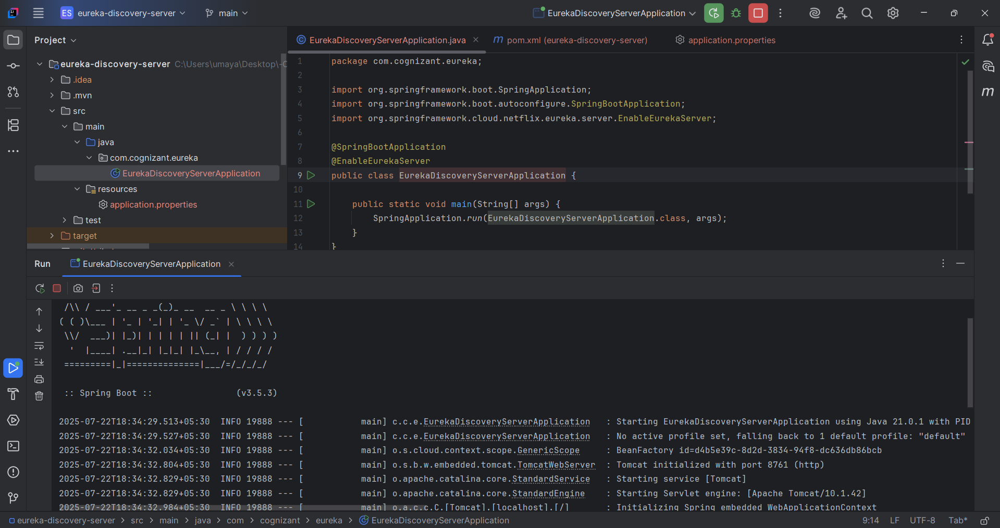 ES eureka-discovery-server main EurekaDiscoveryServerApplication
Project
EurekaDiscoveryServerApplication.java pom.xml (eureka-discovery-server) application.properties
eureka-discovery-server C:\Users\umaya\Desktop\-C
.idea
.mvn
src
main
java
com.cognizant.eureka
EurekaDiscoveryServerApplication
resources
application.properties
test
target
1 package com.cognizant.eureka;
2
3 import org.springframework.boot.SpringApplication;
4 import org.springframework.boot.autoconfigure.SpringBootApplication;
5 import org.springframework.cloud.netflix.eureka.server.EnableEurekaServer;
6
7 @SpringBootApplication
8 @EnableEurekaServer
9 public class EurekaDiscoveryServerApplication {
10
11 public static void main(String[] args) {
12 SpringApplication.run(EurekaDiscoveryServerApplication.class, args);
13 }
14 }
Run EurekaDiscoveryServerApplication
 /\\ / ___'_ __ _ _(_)_ __  __ _ \ \ \ \
( ( )\___ | '_ | '_| | '_ \/ _` | \ \ \ \
 \\/  ___)| |_)| | | | | || (_| |  ) ) ) )
  '  |____| .__|_| |_|_| |_\__, | / / / /
 =========|_|==============|___/=/_/_/_/
:: Spring Boot :: (v3.5.3)
2025-07-22T18:34:29.513+05:30 INFO 19888 --- [ main] c.c.e.EurekaDiscoveryServerApplication : Starting EurekaDiscoveryServerApplication using Java 21.0.1 with PID
2025-07-22T18:34:29.527+05:30 INFO 19888 --- [ main] c.c.e.EurekaDiscoveryServerApplication : No active profile set, falling back to 1 default profile: "default"
2025-07-22T18:34:32.034+05:30 INFO 19888 --- [ main] o.s.cloud.context.scope.GenericScope : BeanFactory id=d4b5e39c-8d2d-3834-94f8-dc636db86bcb
2025-07-22T18:34:32.804+05:30 INFO 19888 --- [ main] o.s.b.w.embedded.tomcat.TomcatWebServer : Tomcat initialized with port 8761 (http)
2025-07-22T18:34:32.829+05:30 INFO 19888 --- [ main] o.apache.catalina.core.StandardService : Starting service [Tomcat]
2025-07-22T18:34:32.829+05:30 INFO 19888 --- [ main] o.apache.catalina.core.StandardEngine : Starting Servlet engine: [Apache Tomcat/10.1.42]
2025-07-22T18:34:32.984+05:30 INFO 19888 --- [ main] o.a.c.c.C.[Tomcat].[localhost].[/] : Initializing Spring embedded WebApplicationContext
eureka-discovery-server > src > main > java > com > cognizant > eureka > EurekaDiscoveryServerApplication 9:14 LF UTF-8 Tab*